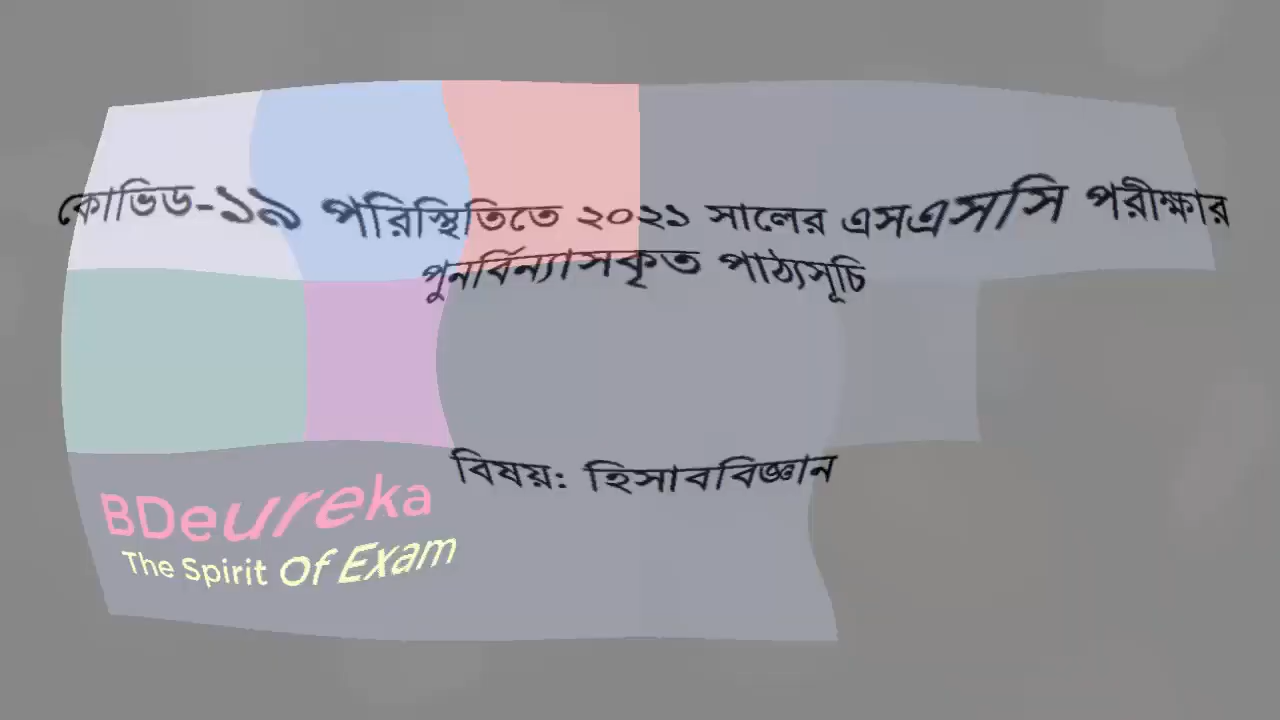 কোভিড-১৯ পরিস্থিতিতে ২০২১ সালের এসএসসি পরীক্ষার
পুনর্বিন্যাসকৃত পাঠ্যসূচি
বিষয়: হিসাববিজ্ঞান
BDeureka
The Spirit Of Exam